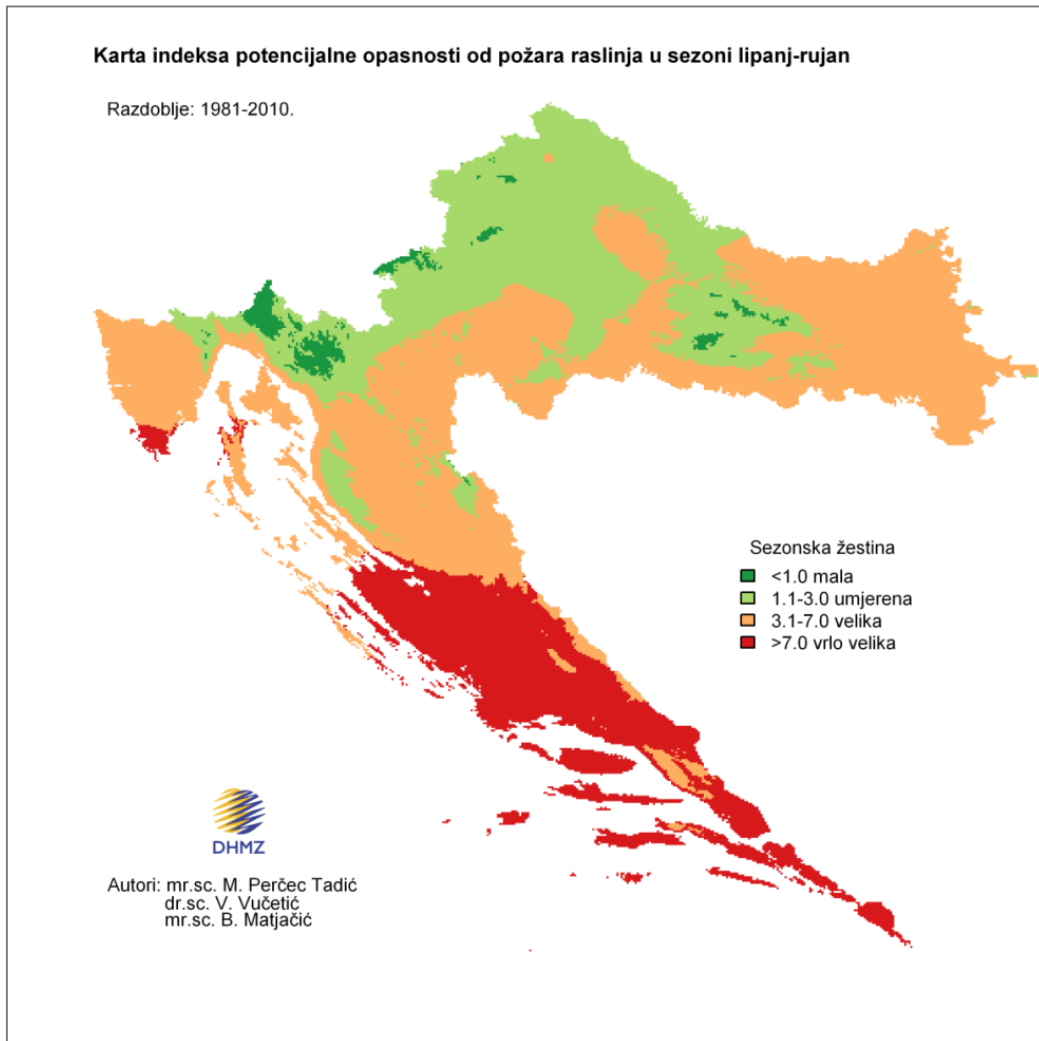 Karta indeksa potencijalne opasnosti od požara raslinja u sezoni lipanj-rujan
Razdoblje: 1981-2010.
Sezonska žestina
<1.0 mala
1.1-3.0 umjerena
3.1-7.0 velika
>7.0 vrlo velika
DHMZ
Autori: mr.sc. M. Perčec Tadić
dr.sc. V. Vučetić
mr.sc. B. Matjačić